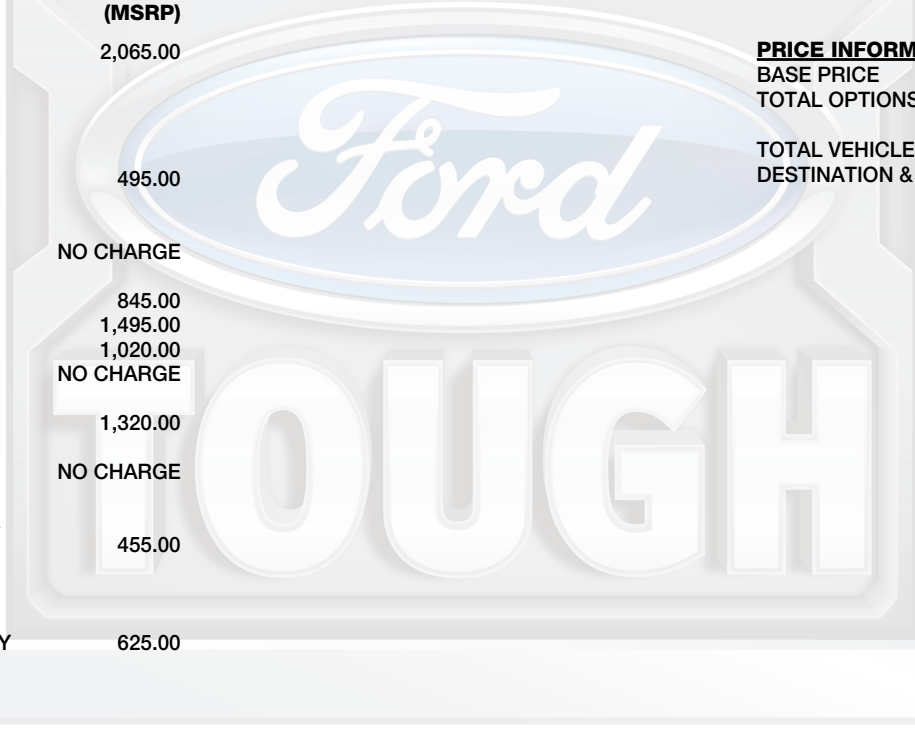 (MSRP)
2,065.00
495.00
NO CHARGE
845.00
1,495.00
1,020.00
NO CHARGE
1,320.00
NO CHARGE
455.00
Y 625.00
PRICE INFORM
BASE PRICE
TOTAL OPTIONS
TOTAL VEHICLE
DESTINATION &
Ford
TOUGH